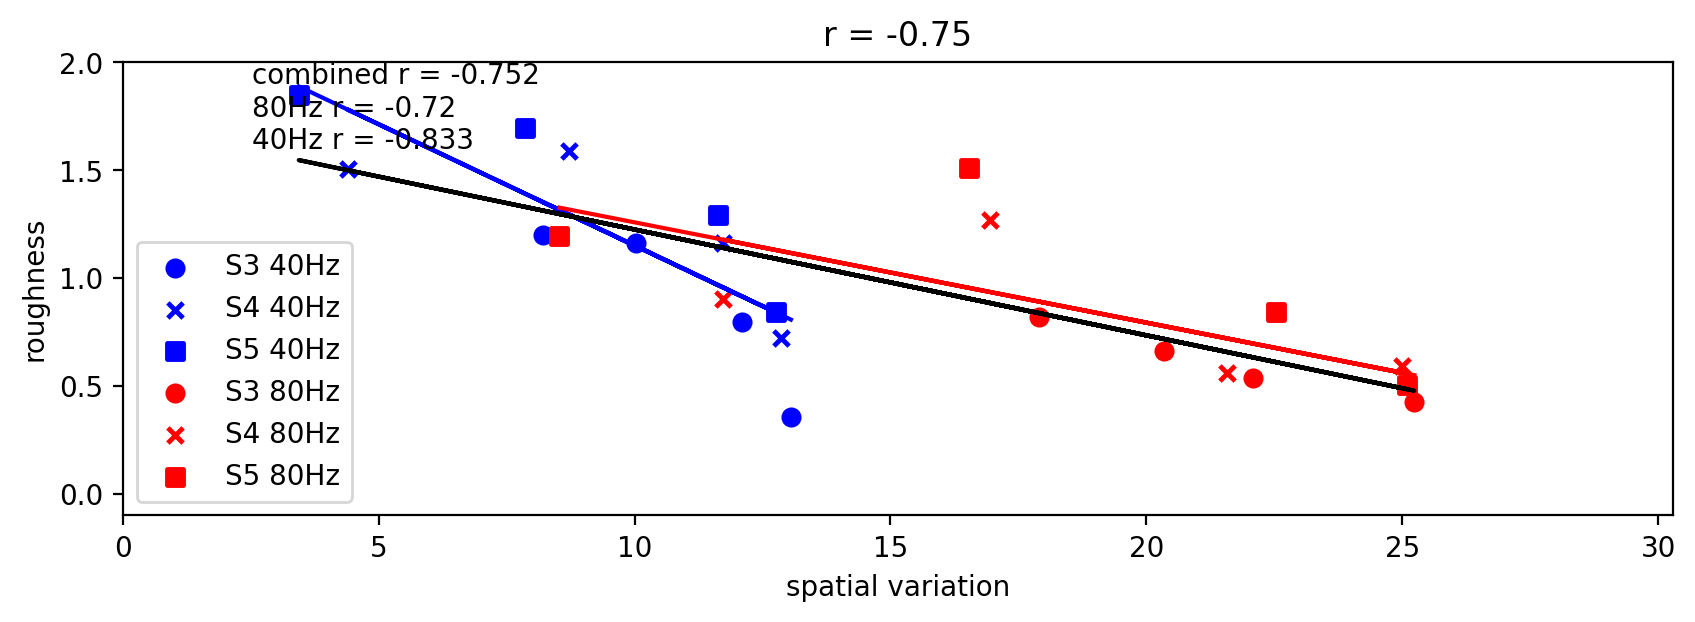 r = -0.75
combined r = -0.752
80Hz r = -0.72
40Hz r = -0.833
2.0
1.5
1.0
0.5
0.0
roughness
S3 40Hz
S4 40Hz
S5 40Hz
S3 80Hz
S4 80Hz
S5 80Hz
0 5 10 15 20 25 30
spatial variation